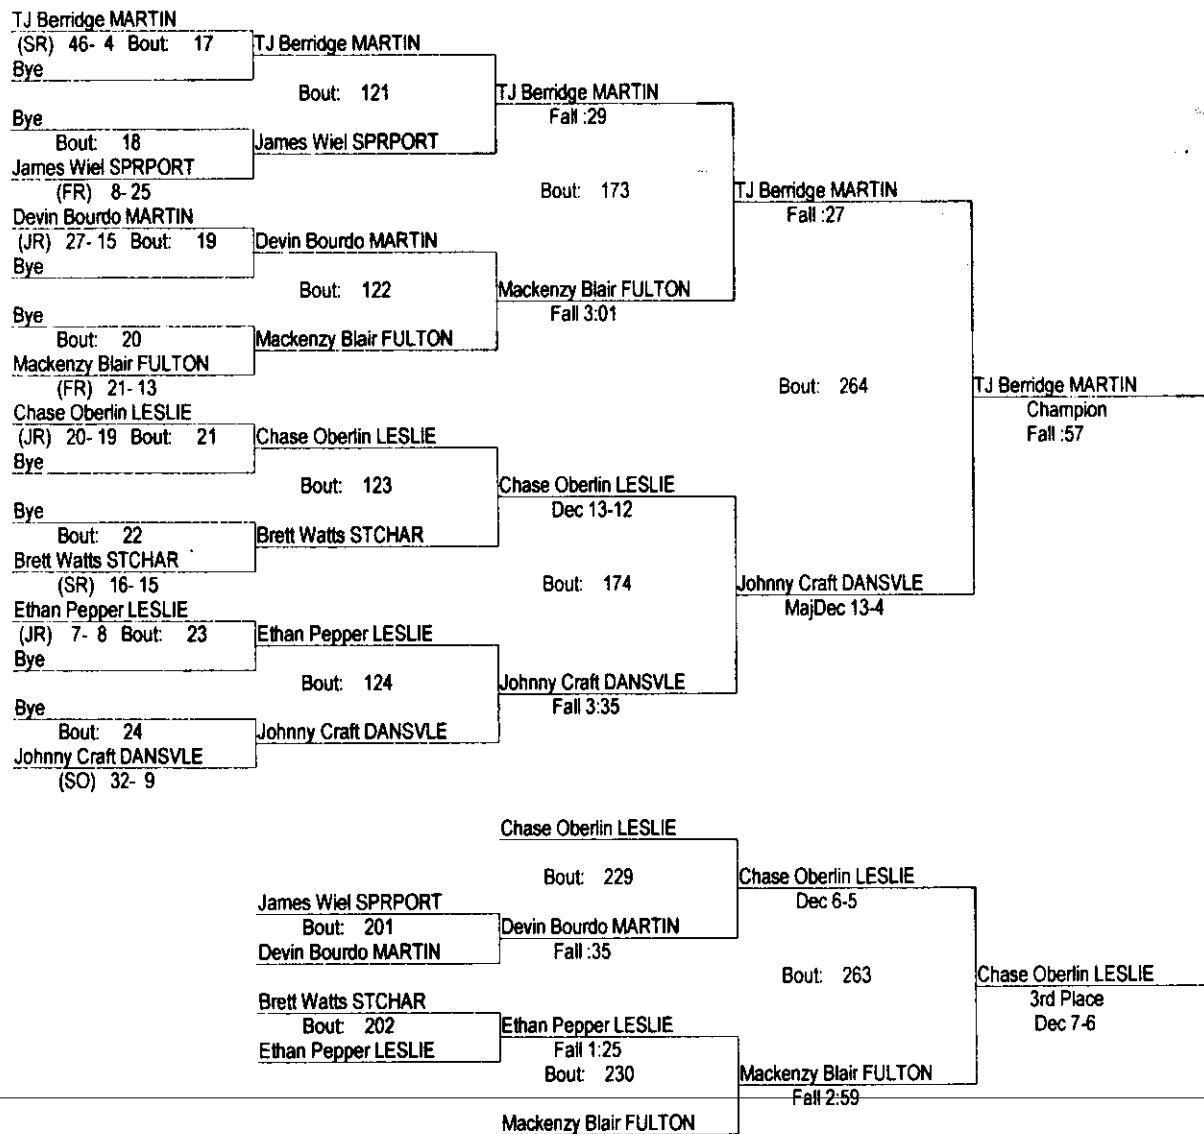 TJ Berridge MARTIN
(SR) 46- 4 Bout: 17
Bye
TJ Berridge MARTIN
Bout: 121
Bye
Bout: 18
James Wiel SPRPORT
(FR) 8- 25
James Wiel SPRPORT
TJ Berridge MARTIN
Fall :29
Bout: 173
Devin Bourdo MARTIN
(JR) 27- 15 Bout: 19
Bye
Devin Bourdo MARTIN
Bout: 122
Bye
Bout: 20
Mackenzy Blair FULTON
(FR) 21- 13
Mackenzy Blair FULTON
Mackenzy Blair FULTON
Fall 3:01
TJ Berridge MARTIN
Fall :27
Bout: 264
Chase Oberlin LESLIE
(JR) 20- 19 Bout: 21
Bye
Chase Oberlin LESLIE
Bout: 123
Bye
Bout: 22
Brett Watts STCHAR
(SR) 16- 15
Brett Watts STCHAR
Chase Oberlin LESLIE
Dec 13-12
Bout: 174
Ethan Pepper LESLIE
(JR) 7- 8 Bout: 23
Bye
Ethan Pepper LESLIE
Bout: 124
Bye
Bout: 24
Johnny Craft DANSVLE
(SO) 32- 9
Johnny Craft DANSVLE
Johnny Craft DANSVLE
Fall 3:35
Johnny Craft DANSVLE
MajDec 13-4
TJ Berridge MARTIN
Champion
Fall :57
Chase Oberlin LESLIE
Bout: 229
James Wiel SPRPORT
Bout: 201
Devin Bourdo MARTIN
Devin Bourdo MARTIN
Fall :35
Chase Oberlin LESLIE
Dec 6-5
Bout: 263
Brett Watts STCHAR
Bout: 202
Ethan Pepper LESLIE
Ethan Pepper LESLIE
Fall 1:25
Bout: 230
Mackenzy Blair FULTON
Mackenzy Blair FULTON
Fall 2:59
Chase Oberlin LESLIE
3rd Place
Dec 7-6